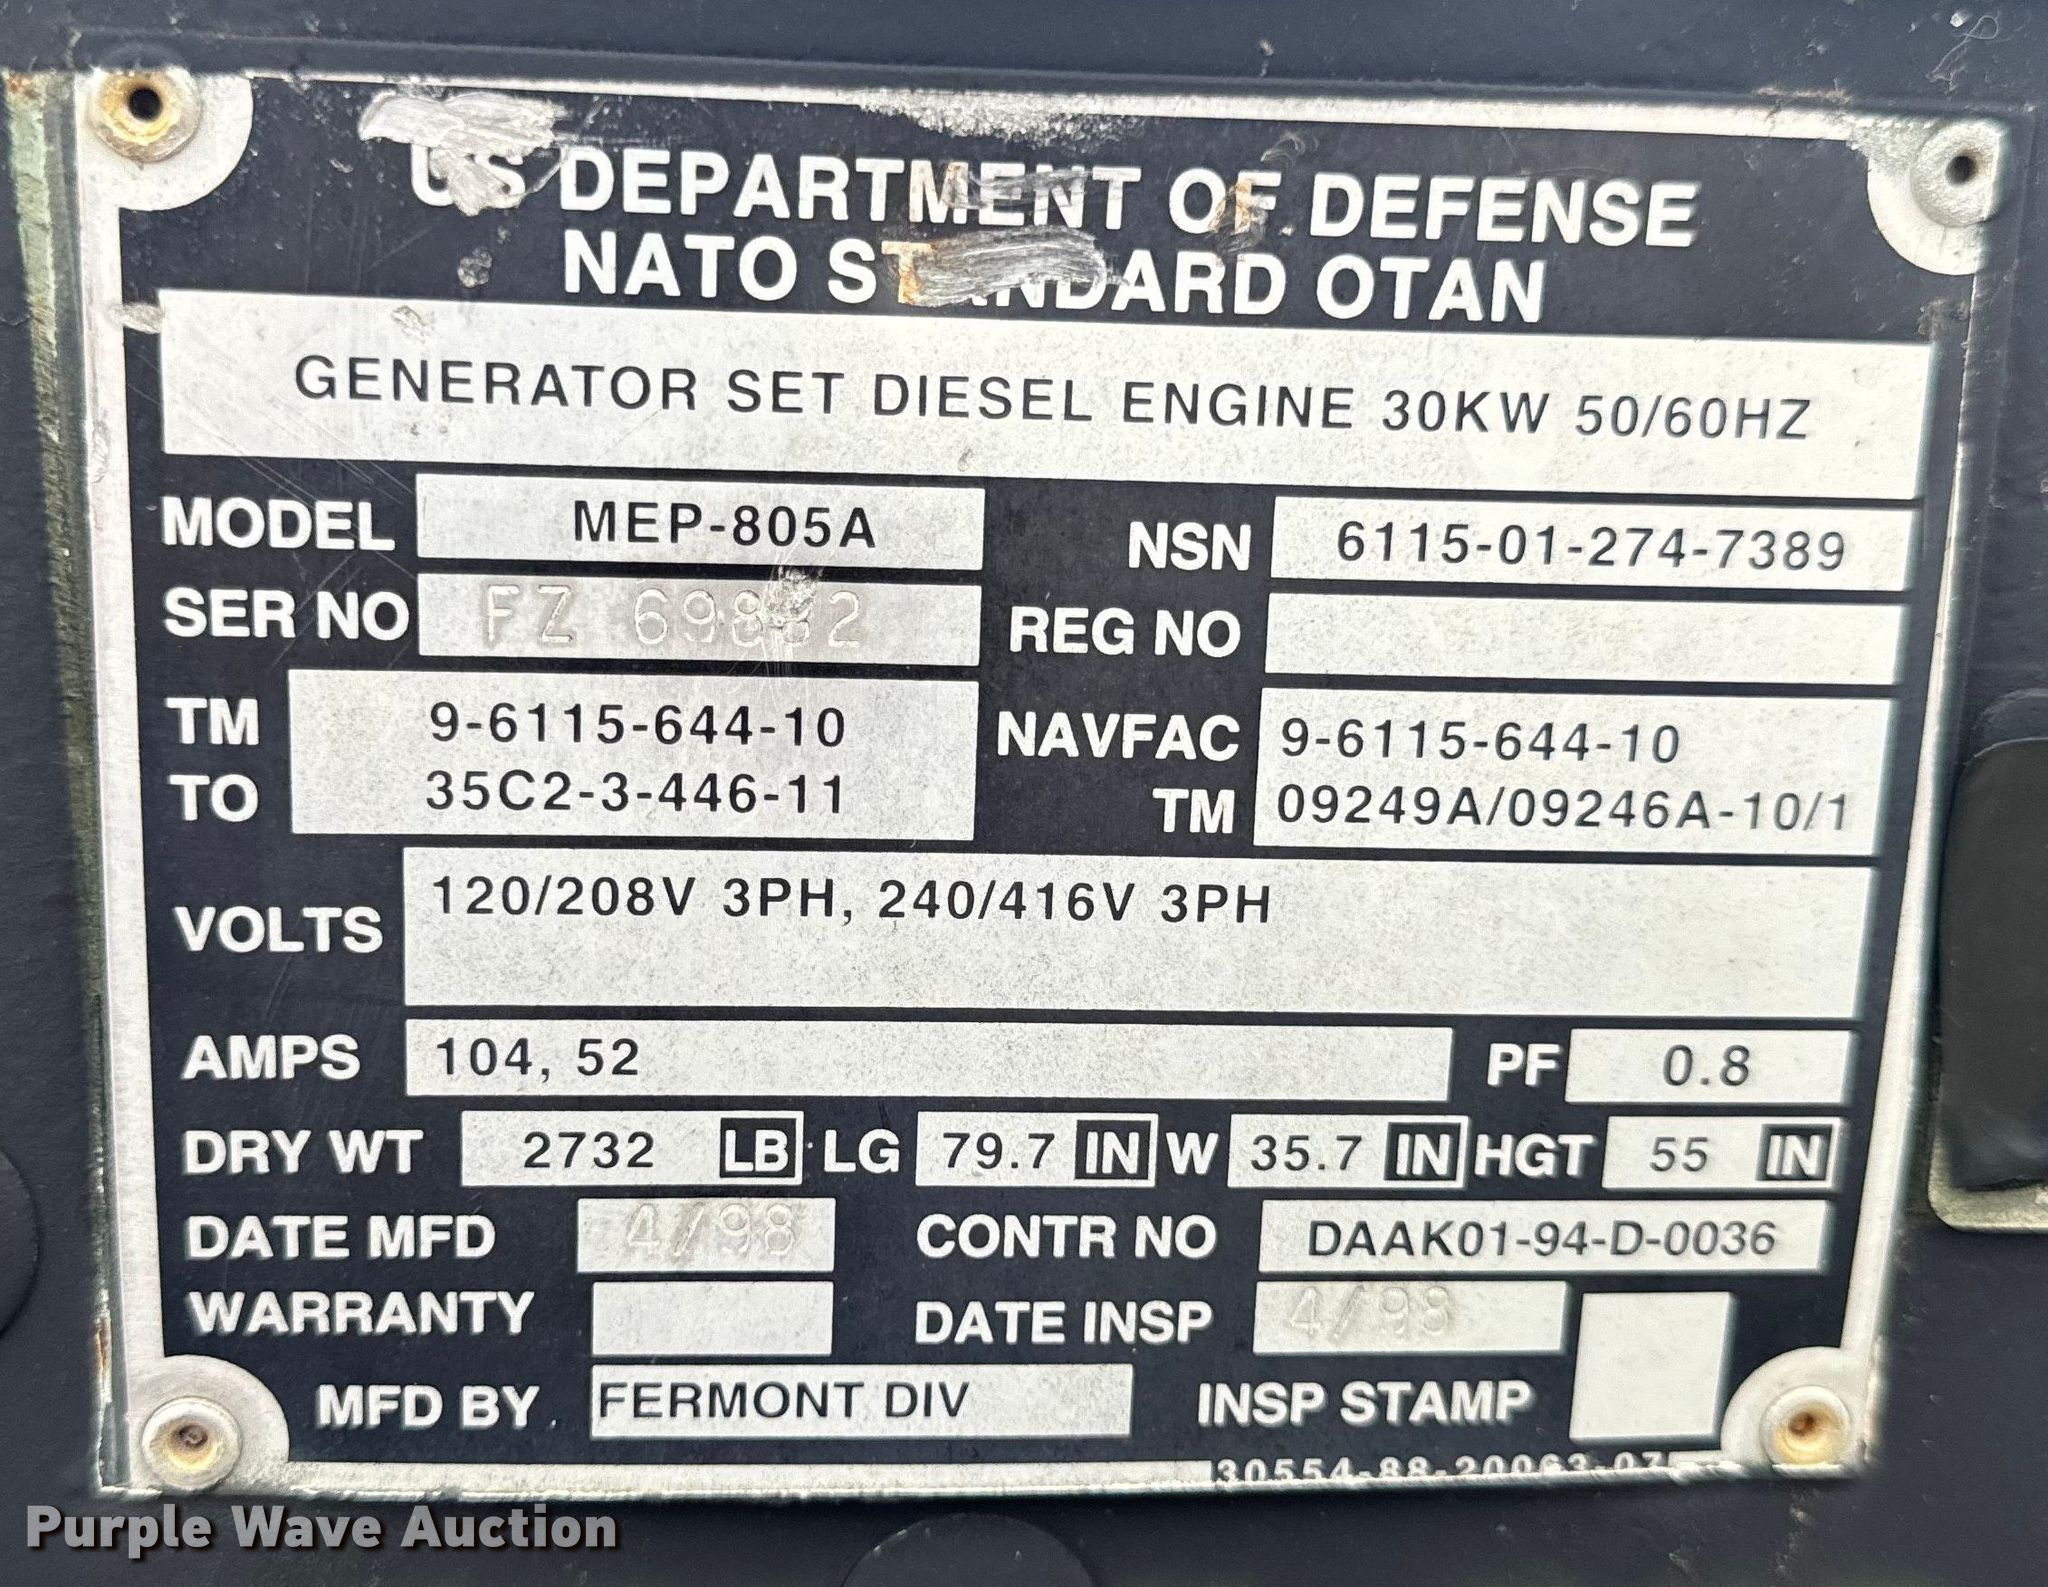 US DEPARTMENT OF DEFENSE
NATO STANDARD OTAN
GENERATOR SET DIESEL ENGINE 30KW 50/60HZ
MODEL MEP-805A NSN 6115-01-274-7389
SER NO FZ REG NO
TM 9-6115-644-10 NAVFAC 9-6115-644-10
TO 35C2-3-446-11 TM 09249A/09246A-10/1
VOLTS 120/208V 3PH, 240/416V 3PH
AMPS 104, 52 PF 0.8
DRY WT 2732 LB LG 79.7 IN W 35.7 IN HGT 55 IN
DATE MFD 4/98 CONTR NO DAAK01-94-D-0036
WARRANTY DATE INSP 4/98
MFD BY FERMONT DIV INSP STAMP
Purple Wave Auction